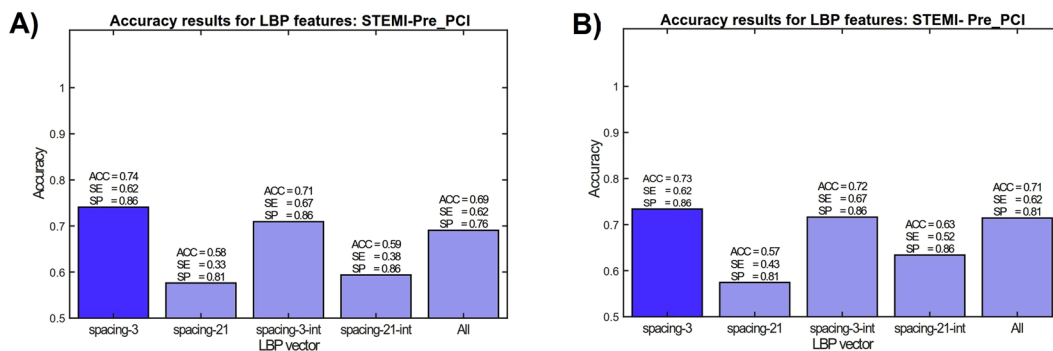 A)
Accuracy results for LBP features: STEMI-Pre_PCI
1
0.9
0.8
0.7
0.6
0.5
Accuracy
ACC = 0.74
SE = 0.62
SP = 0.86
ACC = 0.58
SE = 0.33
SP = 0.81
ACC = 0.71
SE = 0.67
SP = 0.86
ACC = 0.59
SE = 0.38
SP = 0.86
ACC = 0.69
SE = 0.62
SP = 0.76
spacing-3 spacing-21 spacing-3-int spacing-21-int All
LBP vector
B)
Accuracy results for LBP features: STEMI- Pre_PCI
1
0.9
0.8
0.7
0.6
0.5
Accuracy
ACC = 0.73
SE = 0.62
SP = 0.86
ACC = 0.57
SE = 0.43
SP = 0.81
ACC = 0.72
SE = 0.67
SP = 0.86
ACC = 0.63
SE = 0.52
SP = 0.86
ACC = 0.71
SE = 0.62
SP = 0.81
spacing-3 spacing-21 spacing-3-int spacing-21-int All
LBP vector